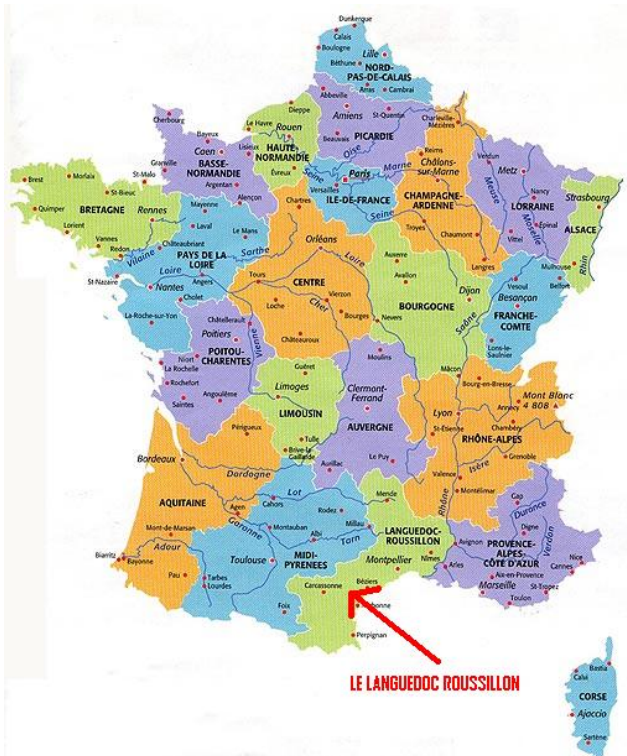 Dunkerque
Calais
Boulogne
Lille
Béthune
NORD-
PAS-DE-CALAIS
Arras
Cambrai
Abbeville
Dieppe
Amiens
St-Quentin
Charleville-
Mézières
Cherbourg
Le Havre
Rouen
PICARDIE
Beauvais
Oise
Bayeux
Caen
Lisieux
HAUTE
NORMANDIE
Reims
Verdun
Metz
Granville
BASSE-
NORMANDIE
Évreux
Seine
Marne
Châlons-
sur-Marne
Meuse
Nancy
Strasbourg
Brest
Morlaix
St-Malo
Argentan
Alençon
Paris
Versailles
ILE-DE-FRANCE
CHAMPAGNE-
ARDENNE
LORRAINE
St-Brieuc
Quimper
BRETAGNE
Rennes
Mayenne
Chartres
Seine
Troyes
Chaumont
Vittel
Moselle
Épinal
ALSACE
Lorient
Laval
Le Mans
Vannes
Redon
Vilaine
Châteaubriant
Sarthe
Orléans
Loire
Auxerre
Langres
Mulhouse
Rhin
PAYS DE LA
LOIRE
Avallon
Vesoul
Belfort
St-Nazaire
Loire
Angers
Tours
CENTRE
Dijon
Besançon
Nantes
Cholet
Loche
Cher
Vierzon
Bourges
BOURGOGNE
Nevers
Saône
FRANCHE-
COMTE
La-Roche-sur-Yon
Châtellerault
Poitiers
Vienne
Châteauroux
Moulins
Lons-le-
Saulnier
Niort
POITOU-
CHARENTES
La Rochelle
Guéret
Mâcon
Bourg-en-Bresse
Rochefort
Saintes
Angoulême
Limoges
LIMOUSIN
Clermont-
Ferrand
AUVERGNE
Lyon
Annecy
Mont Blanc
4 808
St-Étienne
Chambéry
RHÔNE-ALPES
Périgueux
Tulle
Brive-la-
Gaillarde
Le Puy
Grenoble
Bordeaux
Dordogne
Aurillac
Valence
Isère
Montélimar
Rhône
AQUITAINE
Lot
Cahors
Mende
Gap
Agen
Rodez
Durance
Mont-de-Marsan
Garonne
Montauban
Millau
LANGUEDOC-
ROUSSILLON
Digne
Verdon
Albi
Tarn
Avignon
PROVENCE-
ALPES-
CÔTE D'AZUR
Biarritz
Bayonne
Adour
Toulouse
MIDI-
PYRENEES
Montpellier
Nîmes
Arles
Nice
Cannes
Pau
Tarbes
Lourdes
Carcassonne
Béziers
Aix-en-Provence
Marseille
St-Tropez
Toulon
Foix
Perpignan
Bastia
Calvi
LE LANGUEDOC ROUSSILLON
CORSE
Ajaccio
Sartène